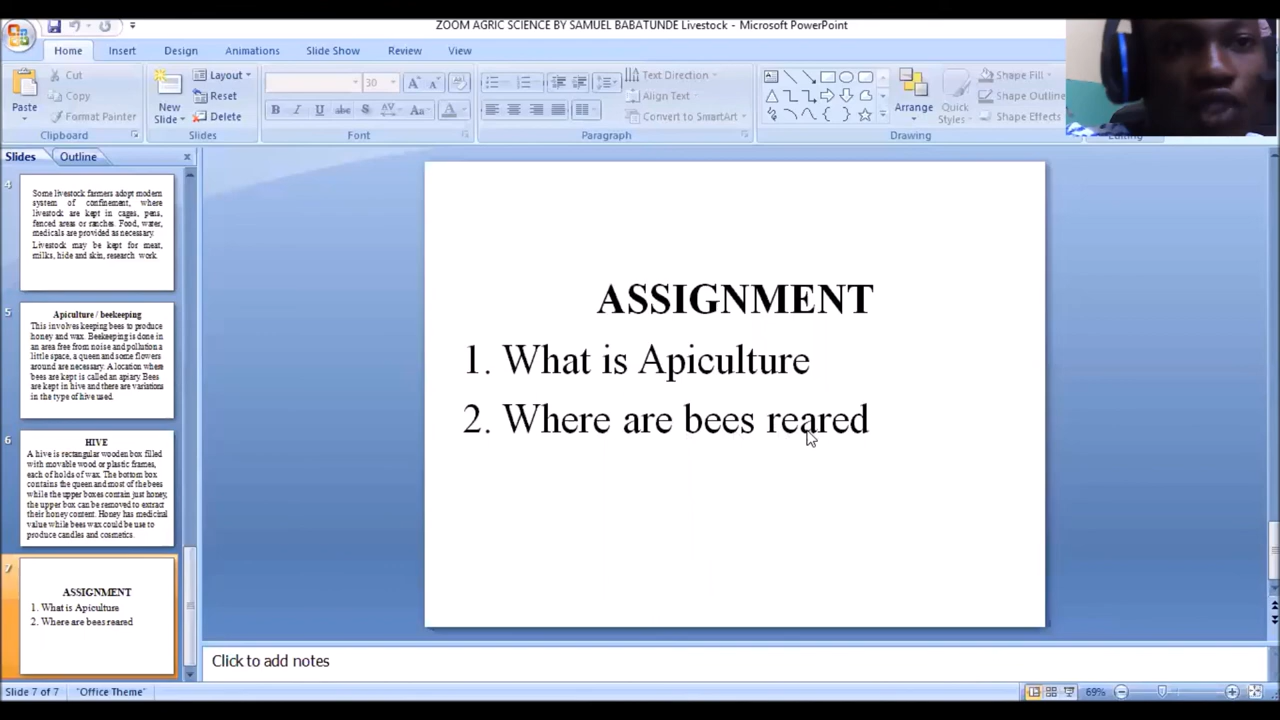 ZOOM AGRIC SCIENCE BY SAMUEL BABATUNDE Livestock - Microsoft PowerPoint
Home Insert Design Animations Slide Show Review View
Cut
Copy
Format Painter
Paste
Clipboard
New
Slide
Layout
Reset
Delete
Slides
30
B I U abe S AV Aa A
Font
Text Direction
Align Text
Convert to SmartArt
Paragraph
Arrange
Quick
Styles
Shape Fill
Shape Outline
Shape Effects
Drawing
Editing
Slides Outline
4
Some livestock farmers adopt modern
system of confinement, where
livestock are kept in cages, pens,
fenced areas or ranches. Food, water,
medicals are provided as necessary.
Livestock may be kept for meat,
milks, hide and skin, research work.
5
Apiculture / beekeeping
This involves keeping bees to produce
honey and wax. Beekeeping is done in
an area free from noise and pollution a
little space, a queen and some flowers
around are necessary. A location where
bees are kept is called an apiary. Bees
are kept in hive and there are variations
in the type of hive used.
6
HIVE
A hive is rectangular wooden box filled
with movable wood or plastic frames,
each of holds of wax. The bottom box
contains the queen and most of the bees
while the upper boxes contain just honey,
the upper box can be removed to extract
their honey content. Honey has medicinal
value while bees wax could be use to
produce candles and cosmetics.
7
ASSIGNMENT
1. What is Apiculture
2. Where are bees reared
ASSIGNMENT
1. What is Apiculture
2. Where are bees reared
Click to add notes
Slide 7 of 7 "Office Theme" 69%